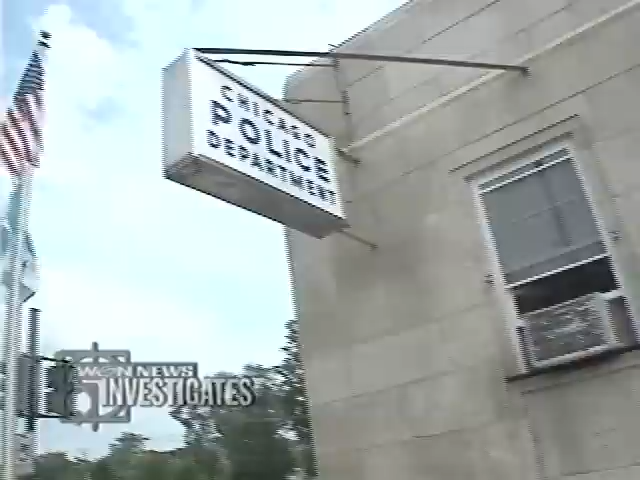 CHICAGO
POLICE
DEPARTMENT
WGN NEWS
INVESTIGATES